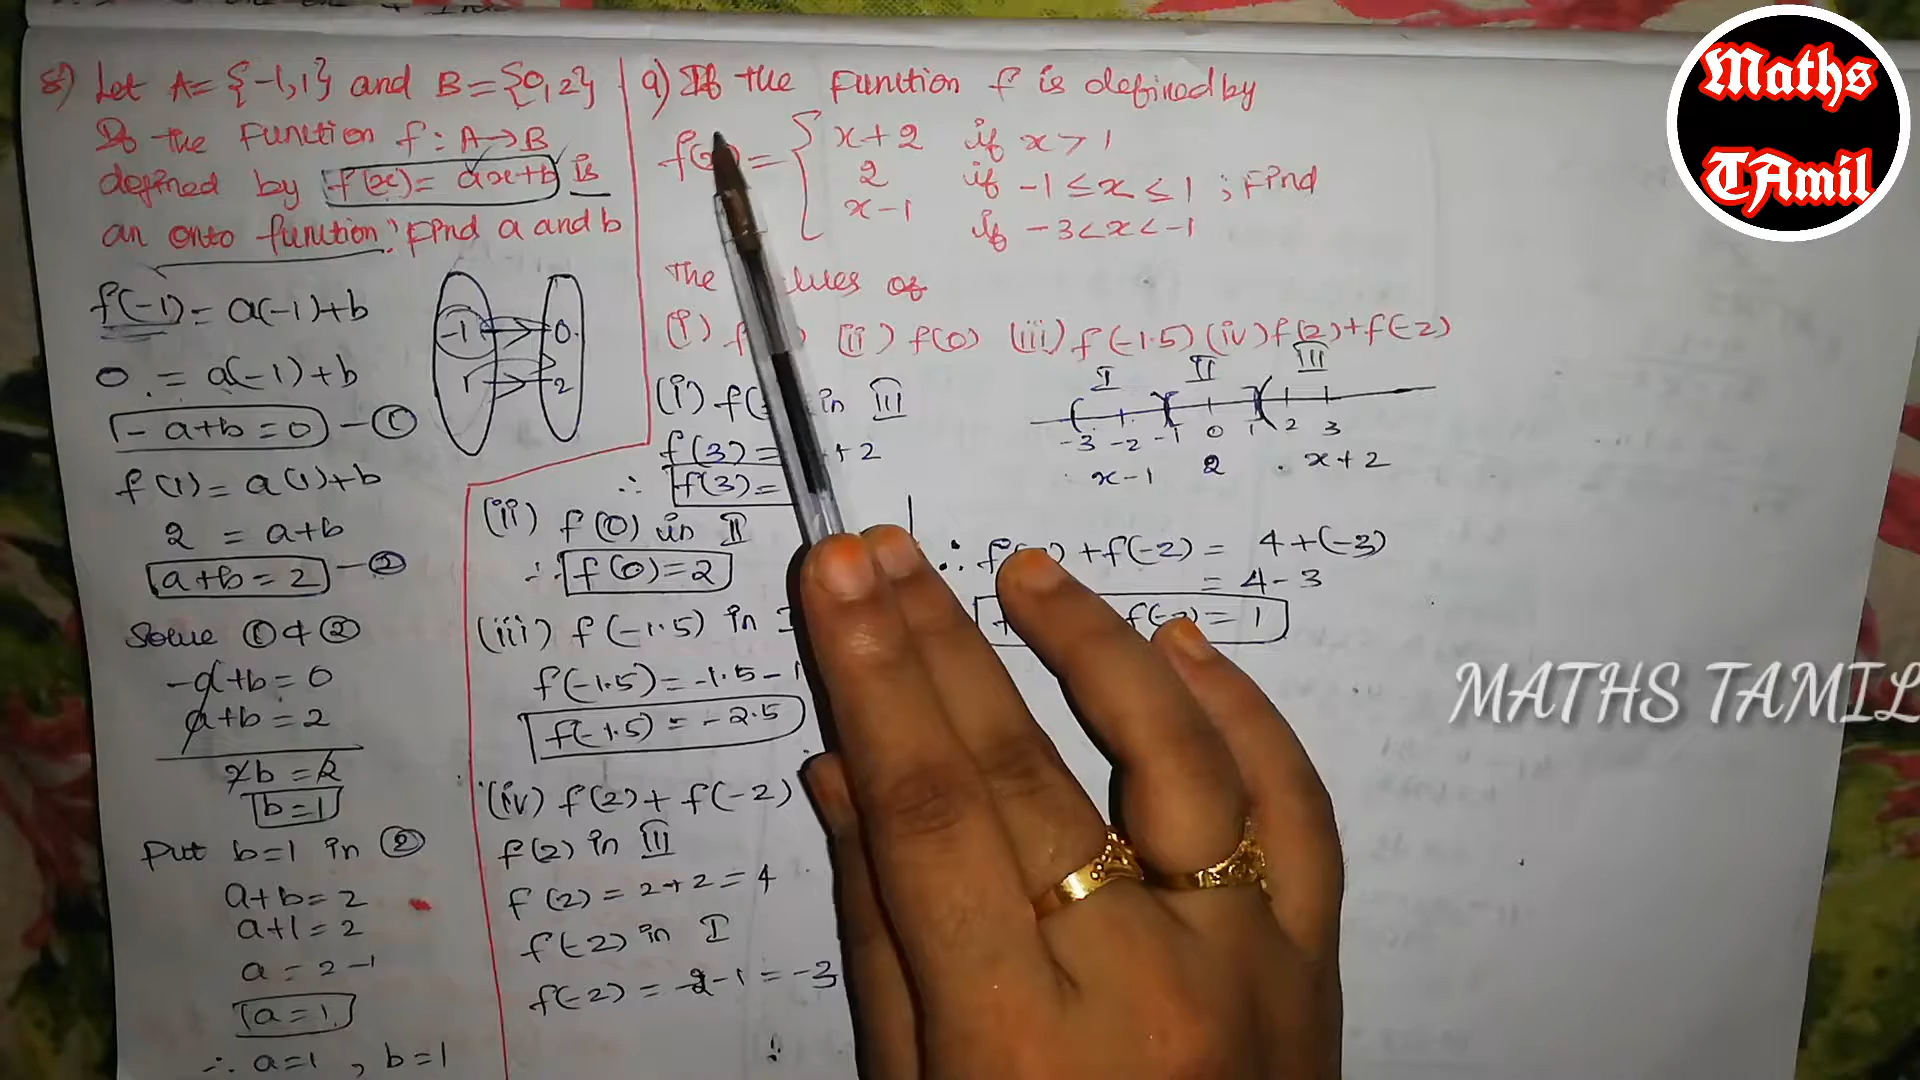 8) Let A= {-1,1} and B={0,2}
If the Function f: A→B
defined by f(x)= ax+b is
an onto function? Find a and b
f(-1)= a(-1)+b
0 = a(-1)+b
-a+b=0 —①
f(1)= a(1)+b
2 = a+b
a+b=2 —②
Solve ① & ②
-a+b=0
a+b=2
2b=2
b=1
Put b=1 in ②
a+b=2
a+1=2
a=2-1
a=1
∴ a=1, b=1
-1 0
1 2
9) If the Function f is defined by
f( )= { x+2 if x>1
2 if -1≤x≤1 ; Find
x-1 if -3<x<-1
The of
(i) f (ii) f(0) (iii) f(-1.5) (iv) f(2)+f(-2)
I II III
-3 -2 -1 0 1 2 3
x-1 2 x+2
(i) f( in III
f(3)= +2
∴ f(3)=
(ii) f(0) in II
∴ f(0)=2
(iii) f(-1.5) in
f(-1.5)=-1.5-1
f(-1.5)=-2.5
(iv) f(2)+f(-2)
f(2) in III
f(2)=2+2=4
f(-2) in I
f(-2)=-2-1=-3
∴ f( )+f(-2)= 4+(-3)
= 4-3
f f(-2)=1
Maths
TAmil
MATHS TAMIL